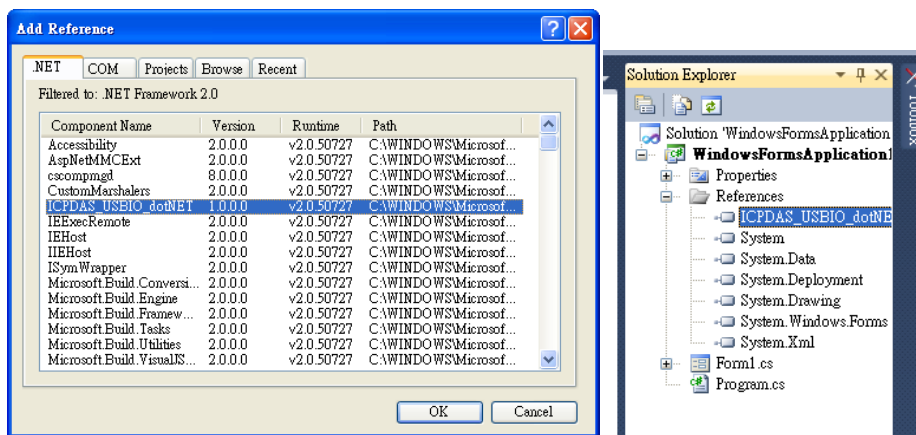 Add Reference
.NET COM Projects Browse Recent
Filtered to: .NET Framework 2.0
Component Name Version Runtime Path
Accessibility 2.0.0.0 v2.0.50727 C:\WINDOWS\Microsof...
AspNetMMCExt 2.0.0.0 v2.0.50727 C:\WINDOWS\Microsof...
cscompmgd 8.0.0.0 v2.0.50727 C:\WINDOWS\Microsof...
CustomMarshalers 2.0.0.0 v2.0.50727 C:\WINDOWS\Microsof...
ICPDAS_USBIO_dotNET 1.0.0.0 v2.0.50727 C:\WINDOWS\Microsof...
IEExecRemote 2.0.0.0 v2.0.50727 C:\WINDOWS\Microsof...
IEHost 2.0.0.0 v2.0.50727 C:\WINDOWS\Microsof...
IIEHost 2.0.0.0 v2.0.50727 C:\WINDOWS\Microsof...
ISymWrapper 2.0.0.0 v2.0.50727 C:\WINDOWS\Microsof...
Microsoft.Build.Conversi... 2.0.0.0 v2.0.50727 C:\WINDOWS\Microsof...
Microsoft.Build.Engine 2.0.0.0 v2.0.50727 C:\WINDOWS\Microsof...
Microsoft.Build.Framew... 2.0.0.0 v2.0.50727 C:\WINDOWS\Microsof...
Microsoft.Build.Tasks 2.0.0.0 v2.0.50727 C:\WINDOWS\Microsof...
Microsoft.Build.Utilities 2.0.0.0 v2.0.50727 C:\WINDOWS\Microsof...
Microsoft.Build.VisualJS... 2.0.0.0 v2.0.50727 C:\WINDOWS\Microsof...
OK Cancel
Solution Explorer
Solution 'WindowsFormsApplication
WindowsFormsApplication1
Properties
References
ICPDAS_USBIO_dotNE
System
System.Data
System.Deployment
System.Drawing
System.Windows.Forms
System.Xml
Form1.cs
Program.cs
Toolbox